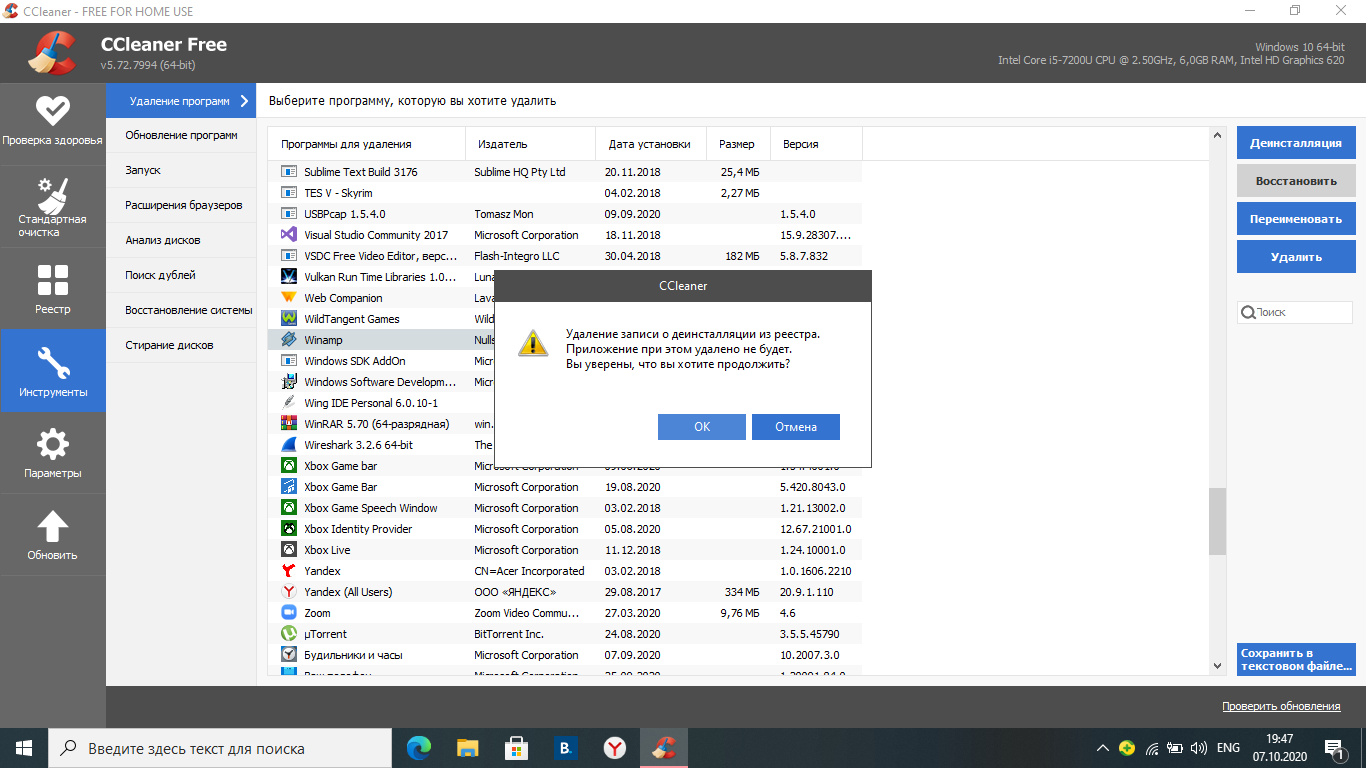 CCleaner - FREE FOR HOME USE
CCleaner Free
v5.72.7994 (64-bit)
Windows 10 64-bit
Intel Core i5-7200U CPU @ 2.50GHz, 6,0GB RAM, Intel HD Graphics 620
Проверка здоровья
Стандартная
очистка
Реестр
Инструменты
Параметры
Обновить
Удаление программ
Обновление программ
Запуск
Расширения браузеров
Анализ дисков
Поиск дублей
Восстановление системы
Стирание дисков
Выберите программу, которую вы хотите удалить
Программы для удаления Издатель Дата установки Размер Версия
Sublime Text Build 3176 Sublime HQ Pty Ltd 20.11.2018 25,4 МБ
TES V - Skyrim 04.02.2018 2,27 МБ
USBPcap 1.5.4.0 Tomasz Mon 09.09.2020 1.5.4.0
Visual Studio Community 2017 Microsoft Corporation 18.11.2018 15.9.28307....
VSDC Free Video Editor, верс... Flash-Integro LLC 30.04.2018 182 МБ 5.8.7.832
Vulkan Run Time Libraries 1.0... Luna
Web Companion Lava
WildTangent Games Wild
Winamp Nulls
Windows SDK AddOn Micr
Windows Software Developm... Micr
Wing IDE Personal 6.0.10-1
WinRAR 5.70 (64-разрядная) win.
Wireshark 3.2.6 64-bit The
Xbox Game bar Microsoft Corporation
Xbox Game Bar Microsoft Corporation 19.08.2020 5.420.8043.0
Xbox Game Speech Window Microsoft Corporation 03.02.2018 1.21.13002.0
Xbox Identity Provider Microsoft Corporation 05.08.2020 12.67.21001.0
Xbox Live Microsoft Corporation 11.12.2018 1.24.10001.0
Yandex CN=Acer Incorporated 03.02.2018 1.0.1606.2210
Yandex (All Users) ООО «ЯНДЕКС» 29.08.2017 334 МБ 20.9.1.110
Zoom Zoom Video Commu... 27.03.2020 9,76 МБ 4.6
µTorrent BitTorrent Inc. 24.08.2020 3.5.5.45790
Будильники и часы Microsoft Corporation 07.09.2020 10.2007.3.0
CCleaner
Удаление записи о деинсталляции из реестра.
Приложение при этом удалено не будет.
Вы уверены, что вы хотите продолжить?
OK Отмена
Деинсталляция
Восстановить
Переименовать
Удалить
Поиск
Сохранить в
текстовом файле...
Проверить обновления
Введите здесь текст для поиска
B.
ENG
19:47
07.10.2020
1